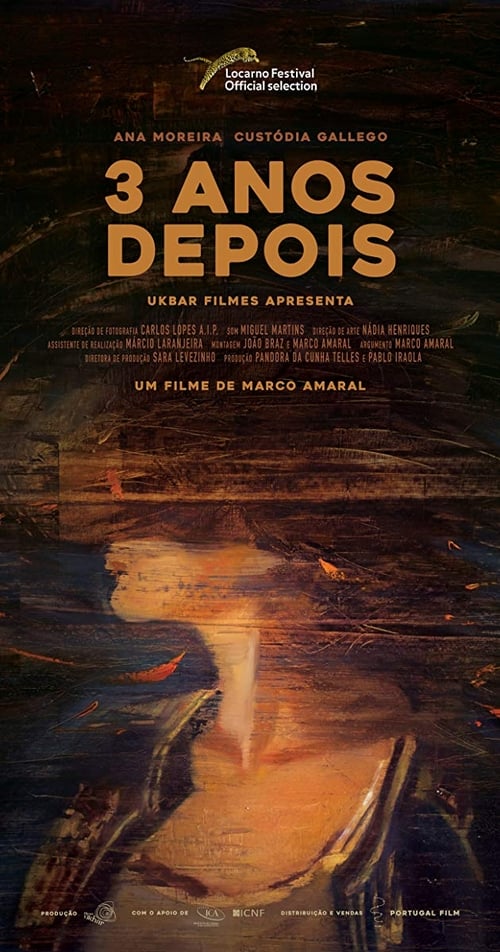 Locarno Festival
Official selection
ANA MOREIRA CUSTÓDIA GALLEGO
3 ANOS
DEPOIS
UKBAR FILMES APRESENTA
DIREÇÃO DE FOTOGRAFIA CARLOS LOPES A.I.P. SOM MIGUEL MARTINS DIREÇÃO DE ARTE NÁDIA HENRIQUES
ASSISTENTE DE REALIZAÇÃO MÁRCIO LARANJEIRA MONTAGEM JOÃO BRAZ E MARCO AMARAL ARGUMENTO MARCO AMARAL
DIRETORA DE PRODUÇÃO SARA LEVEZINHO PRODUÇÃO PANDORA DA CUNHA TELLES E PABLO IRAOLA
UM FILME DE MARCO AMARAL
PRODUÇÃO ukbar COM O APOIO DE ICA ICNF DISTRIBUIÇÃO E VENDAS PORTUGAL FILM